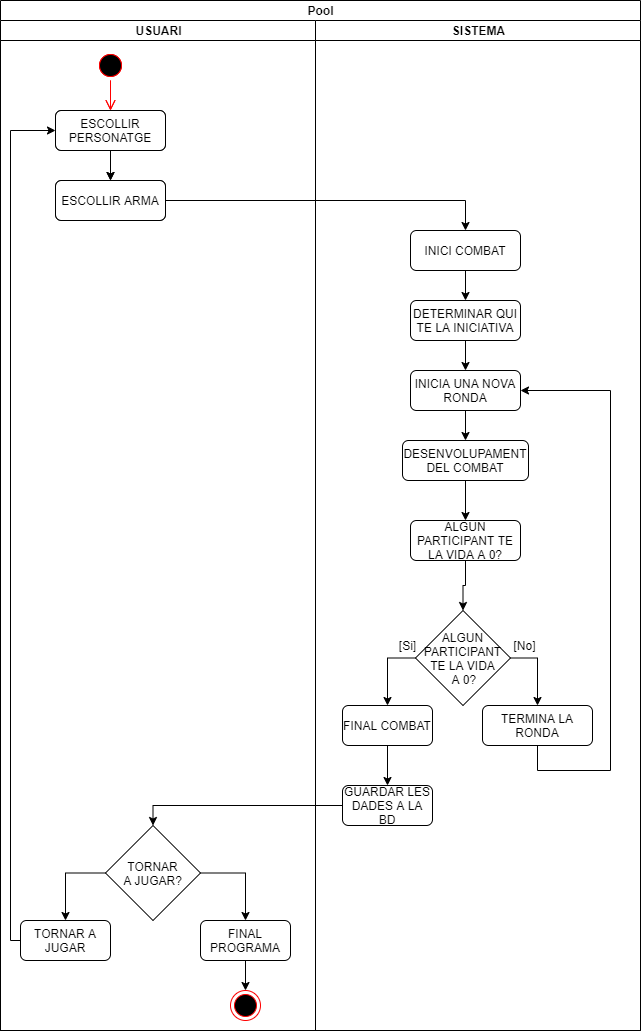 Pool
USUARI
SISTEMA
ESCOLLIR
PERSONATGE
ESCOLLIR ARMA
INICI COMBAT
DETERMINAR QUI
TE LA INICIATIVA
INICIA UNA NOVA
RONDA
DESENVOLUPAMENT
DEL COMBAT
ALGUN
PARTICIPANT TE
LA VIDA A 0?
ALGUN
PARTICIPANT
TE LA VIDA
A 0?
[Si]
[No]
FINAL COMBAT
TERMINA LA
RONDA
GUARDAR LES
DADES A LA
BD
TORNAR
A JUGAR?
TORNAR A
JUGAR
FINAL
PROGRAMA